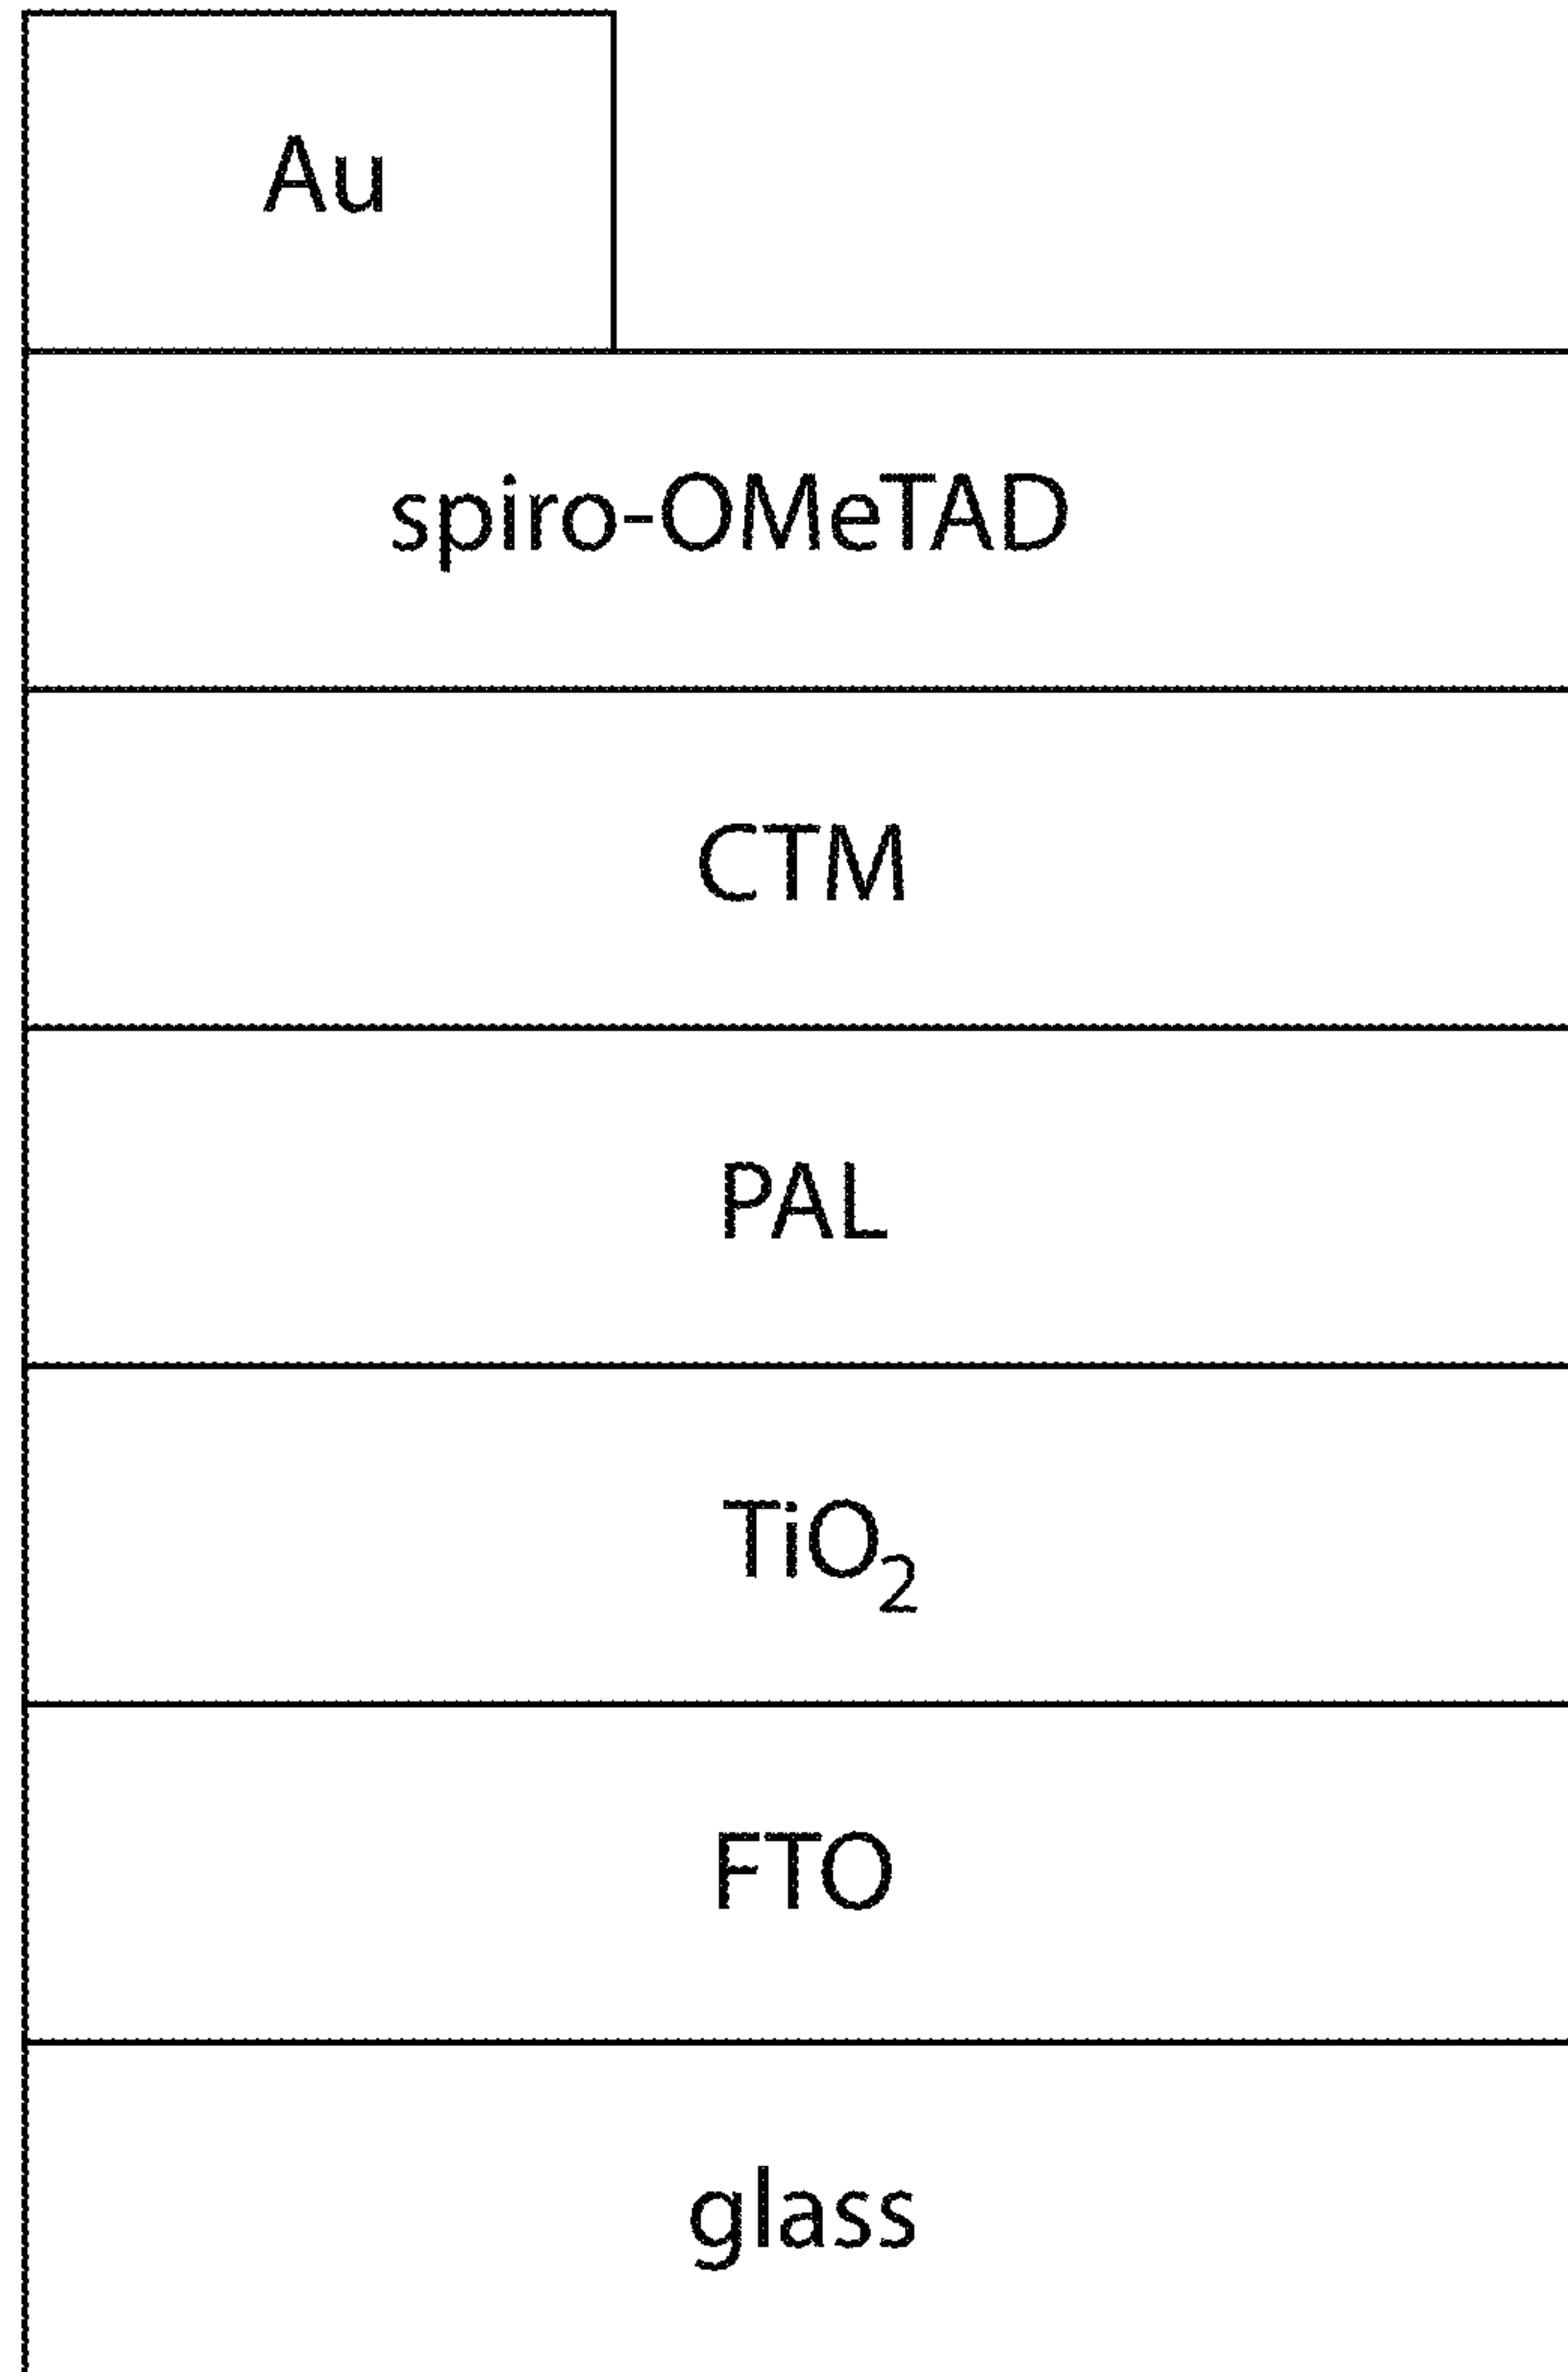 Au
spiro-OMeTAD
CTM
PAL
TiO₂
FTO
glass